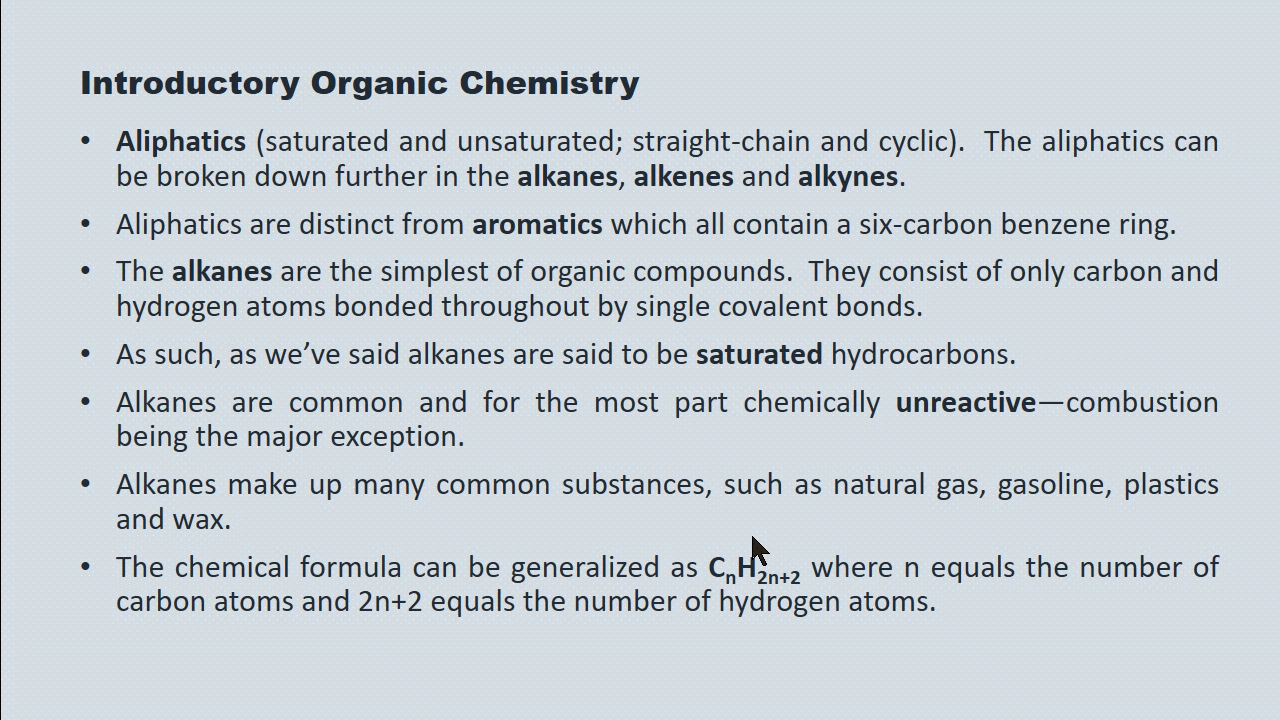 Introductory Organic Chemistry
• Aliphatics (saturated and unsaturated; straight-chain and cyclic).  The aliphatics can
be broken down further in the alkanes, alkenes and alkynes.
• Aliphatics are distinct from aromatics which all contain a six-carbon benzene ring.
• The alkanes are the simplest of organic compounds.  They consist of only carbon and
hydrogen atoms bonded throughout by single covalent bonds.
• As such, as we’ve said alkanes are said to be saturated hydrocarbons.
• Alkanes are common and for the most part chemically unreactive—combustion
being the major exception.
• Alkanes make up many common substances, such as natural gas, gasoline, plastics
and wax.
• The chemical formula can be generalized as CnH2n+2 where n equals the number of
carbon atoms and 2n+2 equals the number of hydrogen atoms.